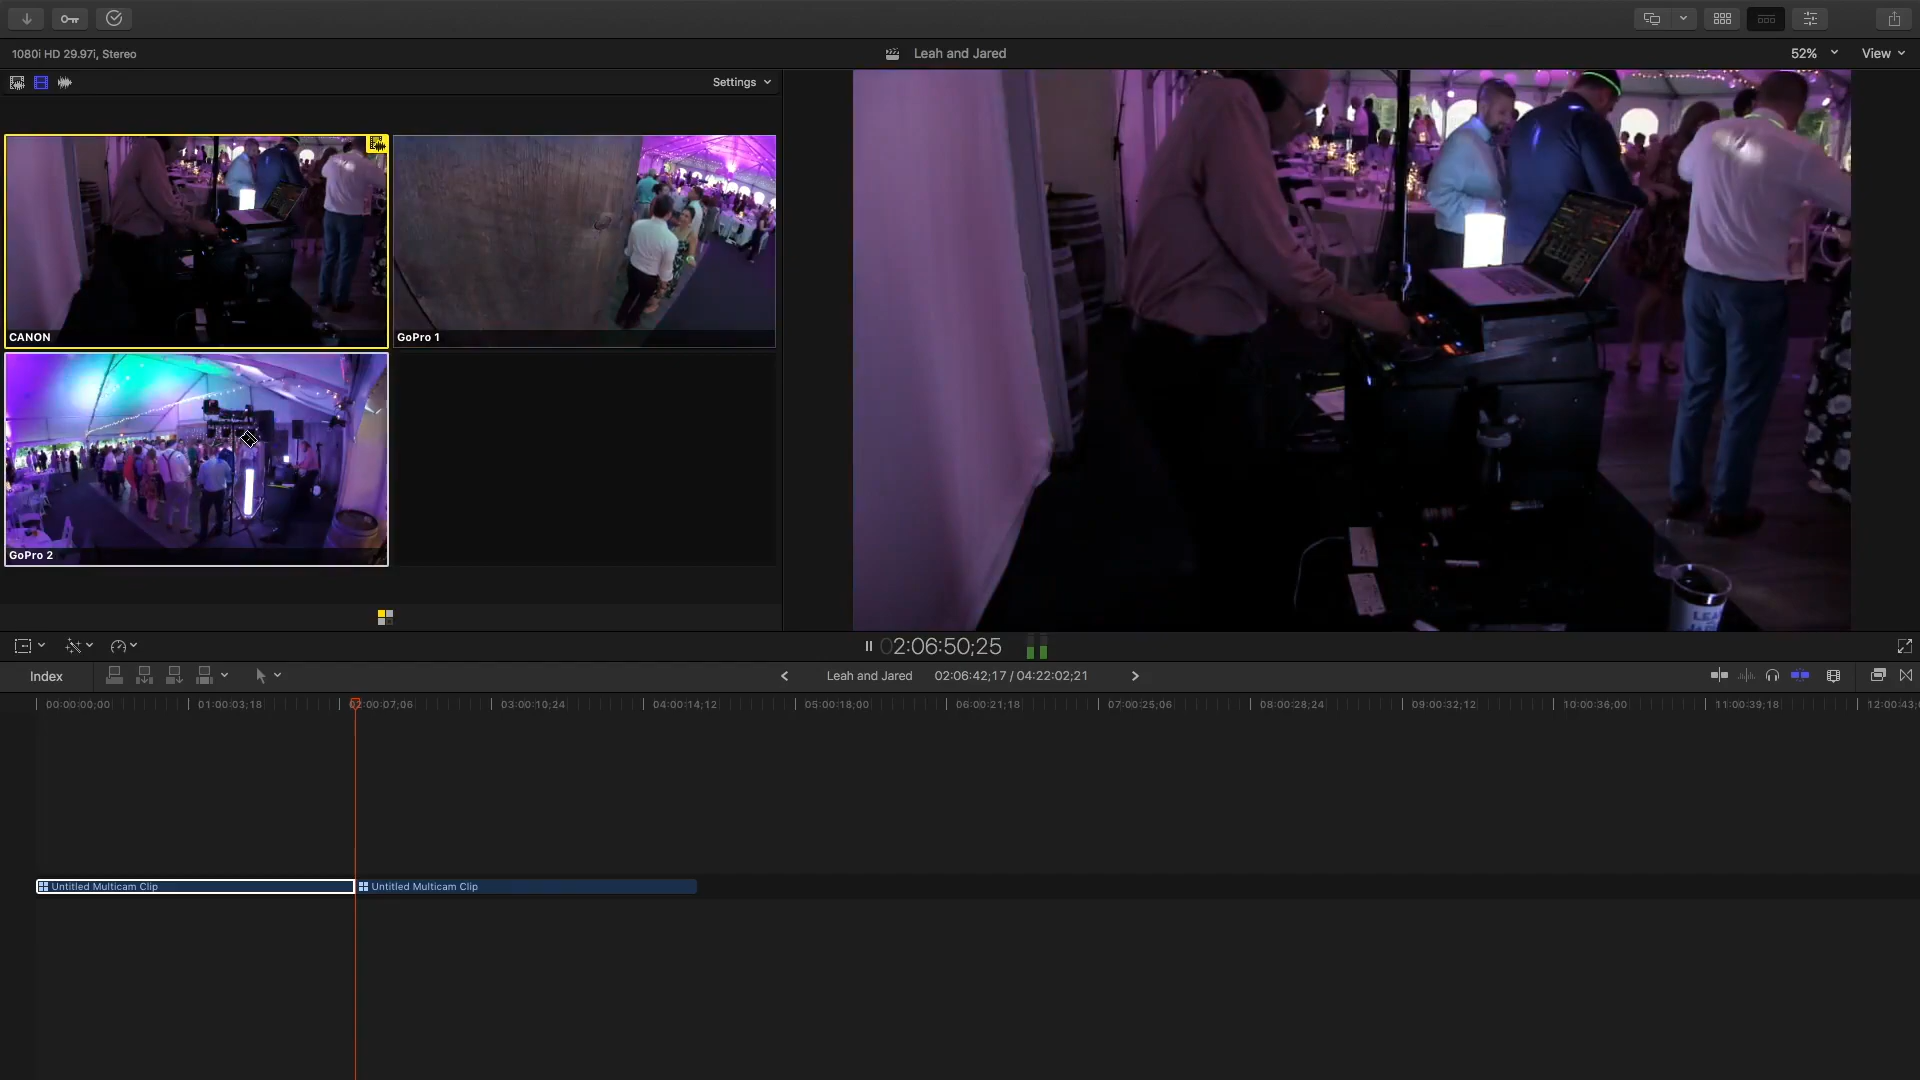 1080i HD 29.97i, Stereo
Leah and Jared
52%
View
Settings
CANON
GoPro 1
GoPro 2
02:06:50;25
Index
Leah and Jared
02:06:42;17 / 04:22:02;21
00:00:00;00
01:00:03;18
02:00:07;06
03:00:10;24
04:00:14;12
05:00:18;00
06:00:21;18
07:00:25;06
08:00:28;24
09:00:32;12
10:00:36;00
11:00:39;18
12:00:43;
Untitled Multicam Clip
Untitled Multicam Clip